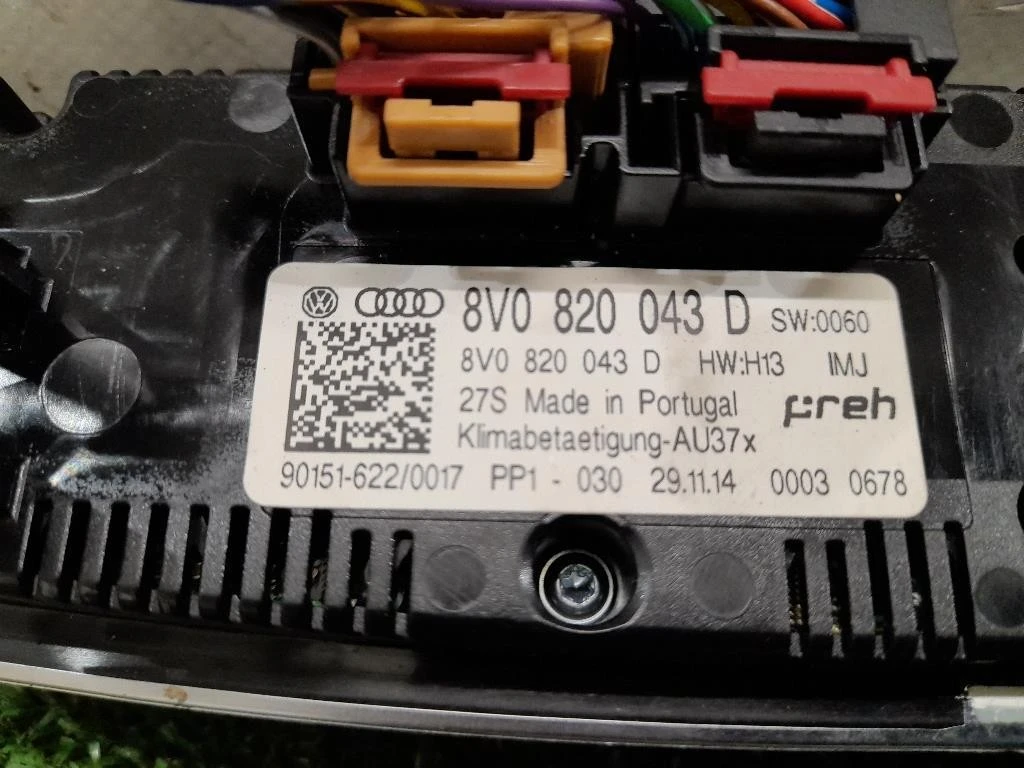 8V0 820 043 D SW:0060
8V0 820 043 D HW:H13 IMJ
27S Made in Portugal preh
Klimabetaetigung-AU37x
90151-622/0017 PP1 - 030 29.11.14 0003 0678